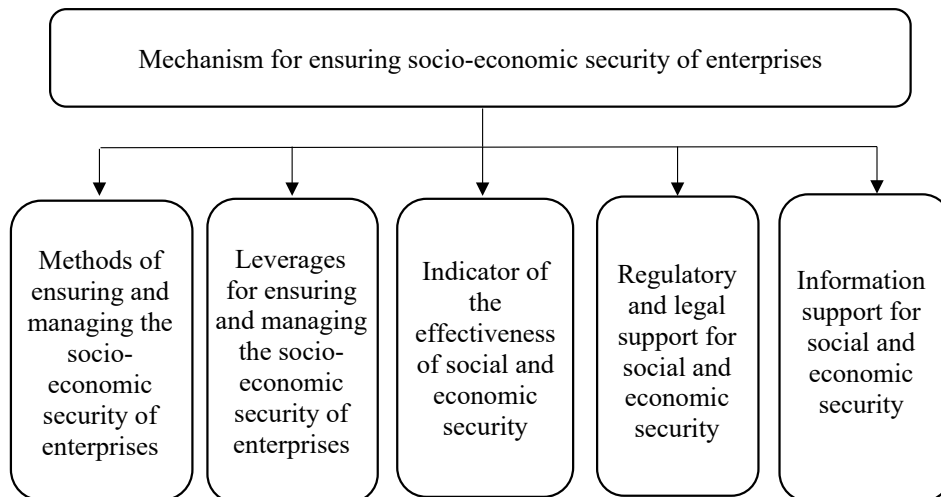 Mechanism for ensuring socio-economic security of enterprises
Methods of
ensuring and
managing the
socio-
economic
security of
enterprises
Leverages
for ensuring
and managing
the socio-
economic
security of
enterprises
Indicator of
the
effectiveness
of social and
economic
security
Regulatory
and legal
support for
social and
economic
security
Information
support for
social and
economic
security